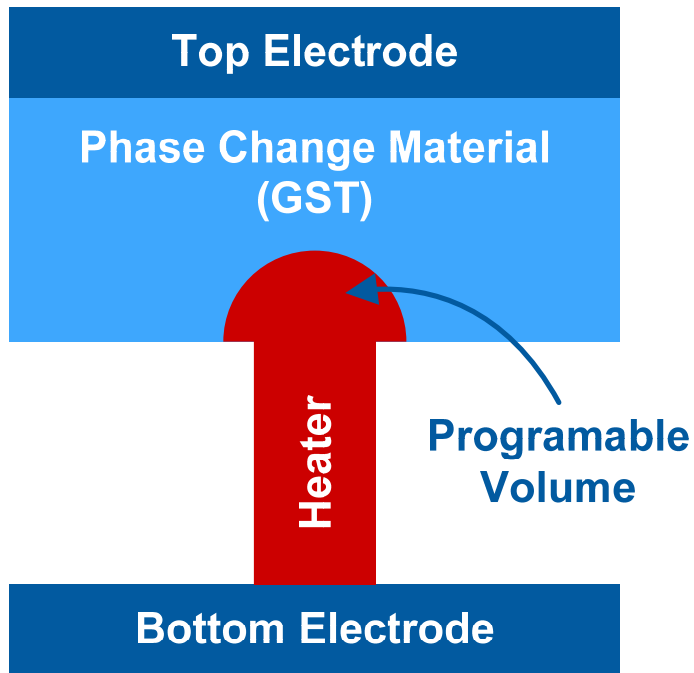 Top Electrode
Phase Change Material
(GST)
Heater
Programable
Volume
Bottom Electrode